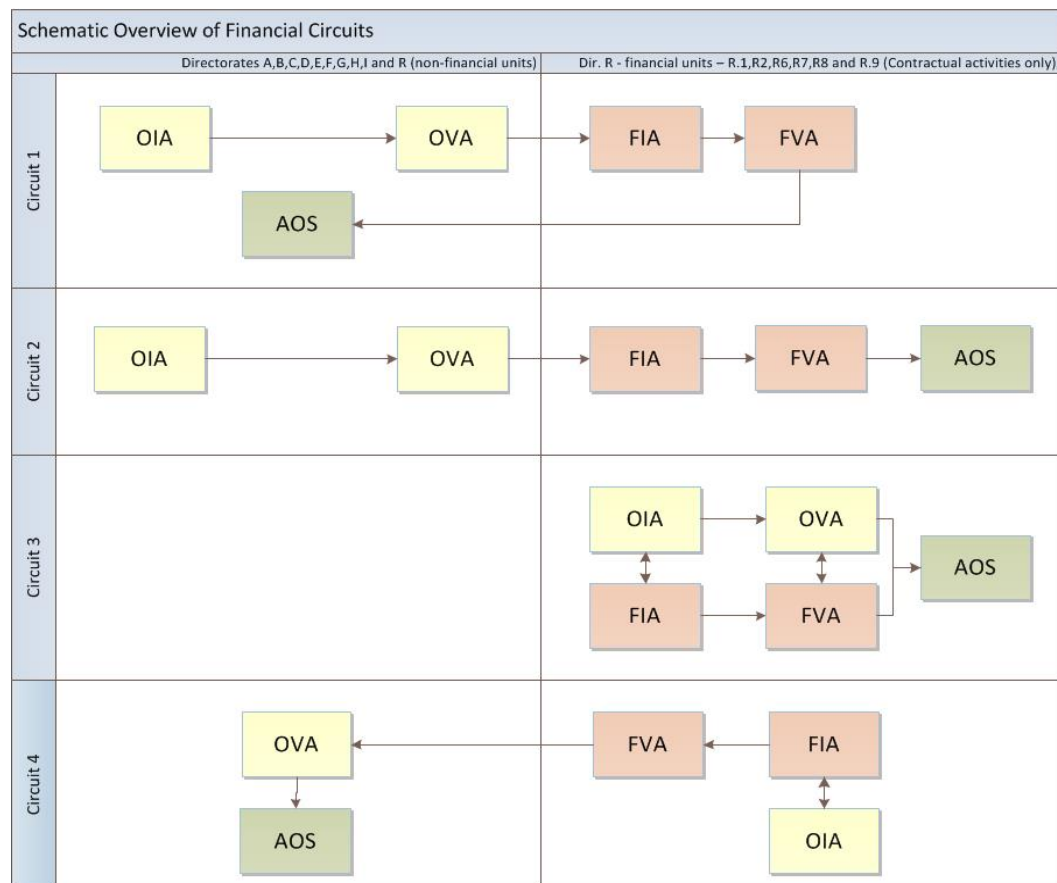 Schematic Overview of Financial Circuits
Directorates A,B,C,D,E,F,G,H,I and R (non-financial units)
Dir. R - financial units – R.1,R2,R6,R7,R8 and R.9 (Contractual activities only)
Circuit 1
OIA
OVA
FIA
FVA
AOS
Circuit 2
OIA
OVA
FIA
FVA
AOS
Circuit 3
OIA
OVA
AOS
FIA
FVA
Circuit 4
OVA
FVA
FIA
AOS
OIA